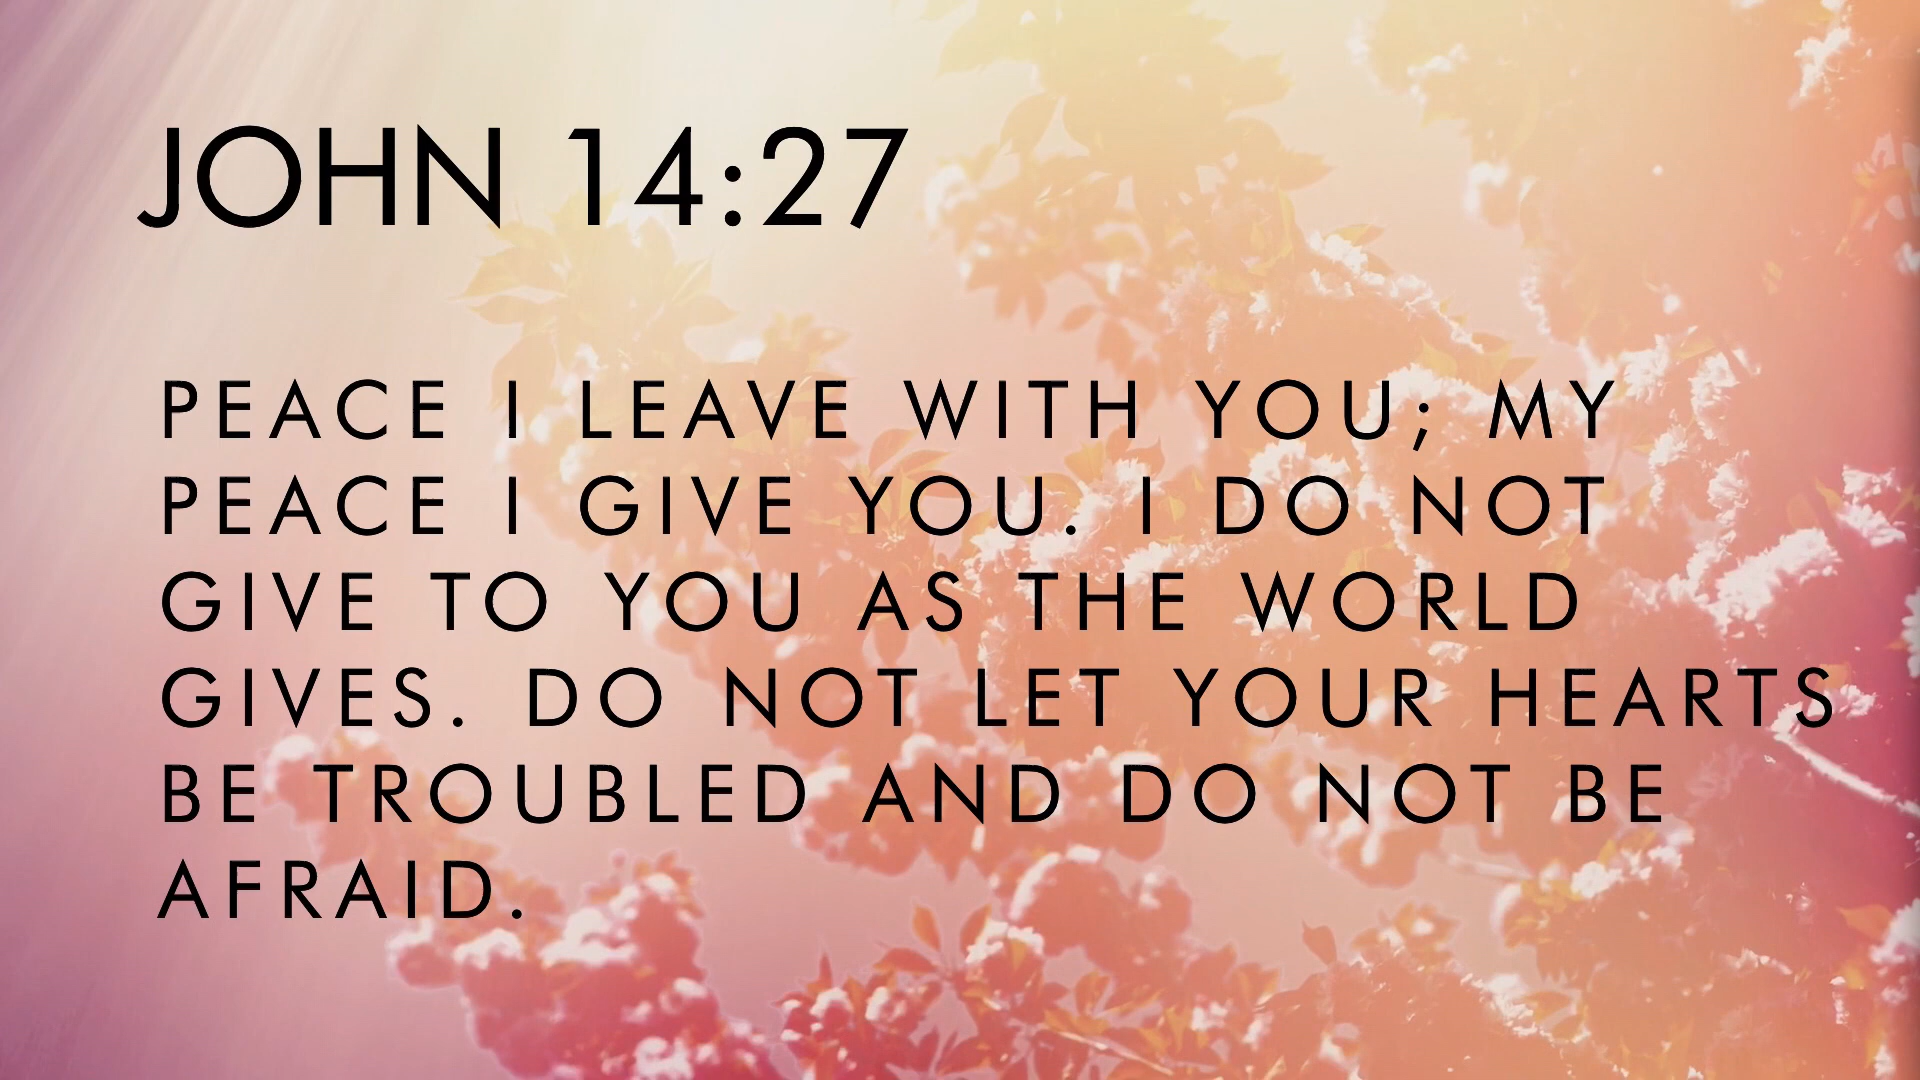 JOHN 14:27
PEACE I LEAVE WITH YOU; MY
PEACE I GIVE YOU. I DO NOT
GIVE TO YOU AS THE WORLD
GIVES. DO NOT LET YOUR HEARTS
BE TROUBLED AND DO NOT BE
AFRAID.